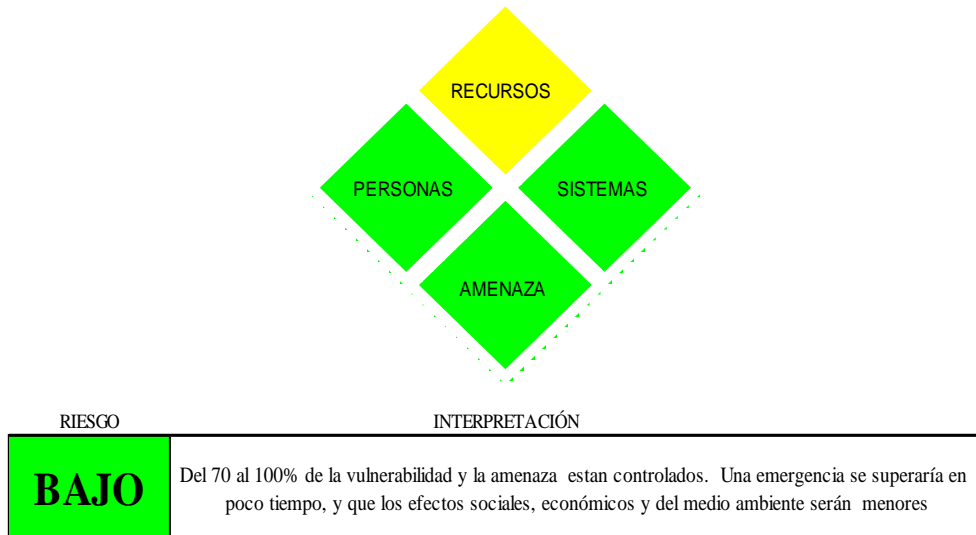 RECURSOS
PERSONAS
SISTEMAS
AMENAZA
RIESGO
INTERPRETACIÓN
BAJO
Del 70 al 100% de la vulnerabilidad y la amenaza estan controlados. Una emergencia se superaría en
poco tiempo, y que los efectos sociales, económicos y del medio ambiente serán menores